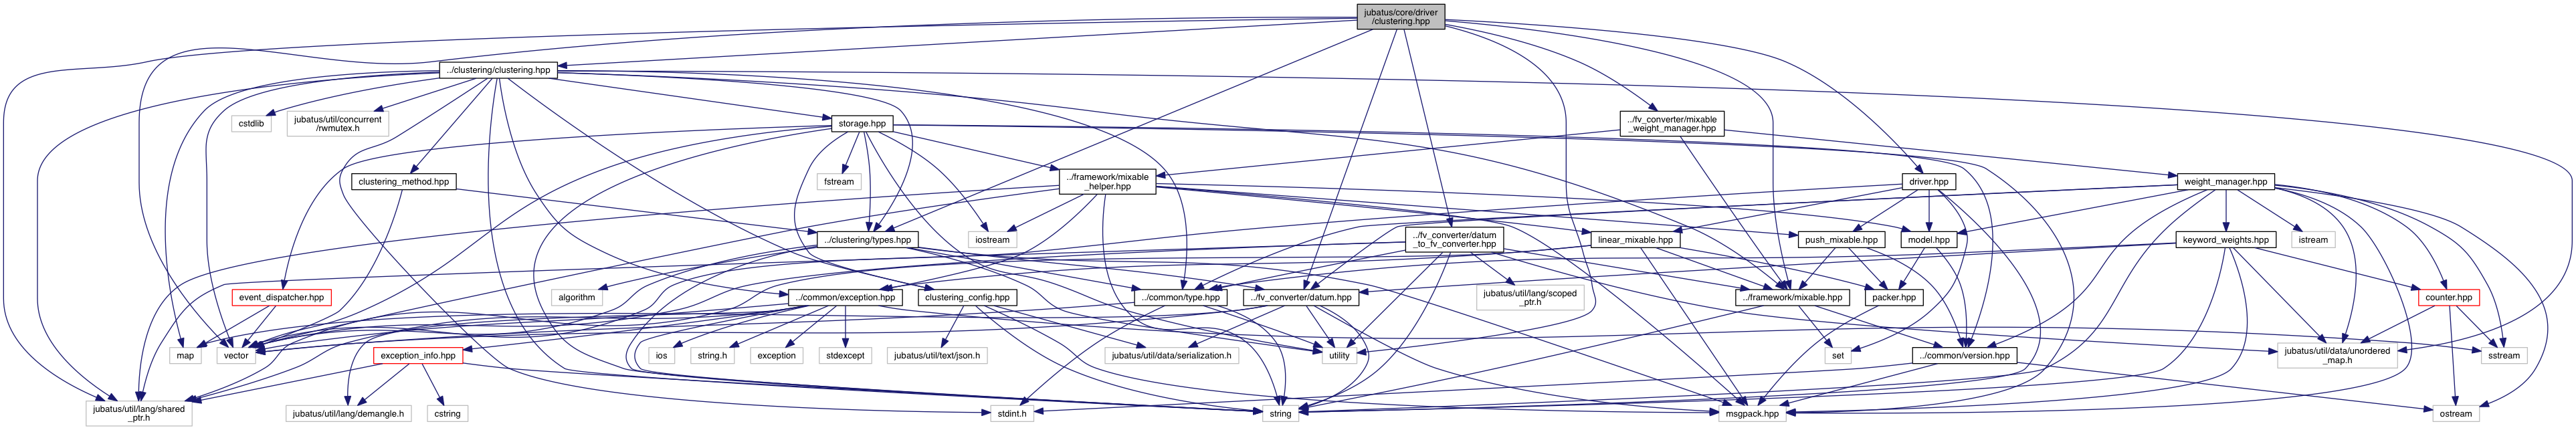 jubatus/core/driver
/clustering.hpp
../clustering/clustering.hpp
cstdlib
jubatus/util/concurrent
/rwmutex.h
storage.hpp
../fv_converter/mixable
_weight_manager.hpp
clustering_method.hpp
fstream
../framework/mixable
_helper.hpp
driver.hpp
weight_manager.hpp
../clustering/types.hpp
iostream
../fv_converter/datum
_to_fv_converter.hpp
linear_mixable.hpp
push_mixable.hpp
model.hpp
keyword_weights.hpp
istream
event_dispatcher.hpp
algorithm
../common/exception.hpp
clustering_config.hpp
../common/type.hpp
../fv_converter/datum.hpp
jubatus/util/lang/scoped
_ptr.h
../framework/mixable.hpp
packer.hpp
counter.hpp
map
vector
exception_info.hpp
ios
string.h
exception
stdexcept
jubatus/util/text/json.h
jubatus/util/data/serialization.h
utility
set
../common/version.hpp
jubatus/util/data/unordered
_map.h
sstream
jubatus/util/lang/shared
_ptr.h
jubatus/util/lang/demangle.h
cstring
stdint.h
string
msgpack.hpp
ostream